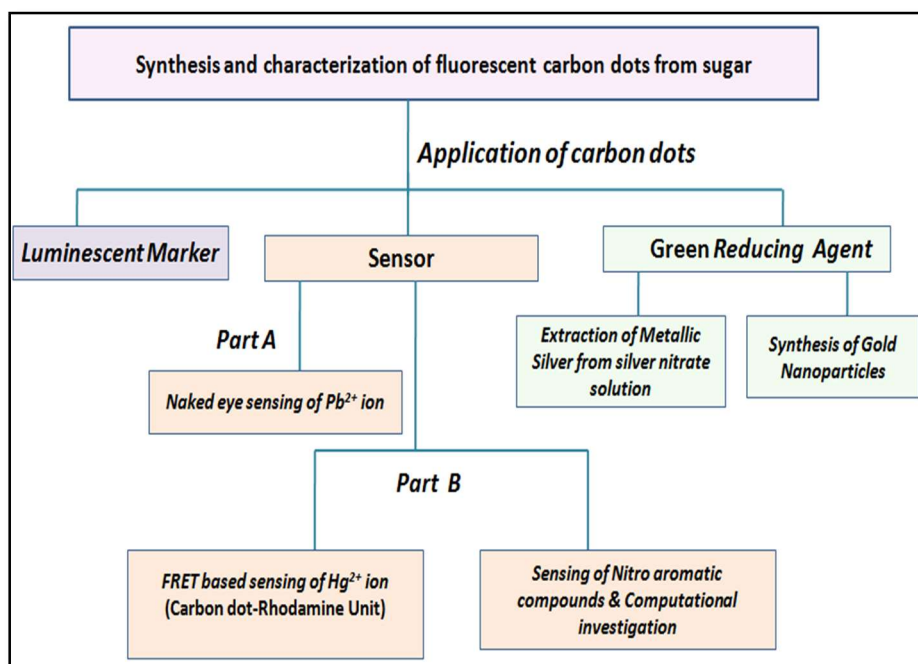 Synthesis and characterization of fluorescent carbon dots from sugar
Application of carbon dots
Luminescent Marker
Sensor
Green Reducing Agent
Part A
Extraction of Metallic
Silver from silver nitrate
solution
Synthesis of Gold
Nanoparticles
Naked eye sensing of Pb²⁺ ion
Part B
FRET based sensing of Hg²⁺ ion
(Carbon dot-Rhodamine Unit)
Sensing of Nitro aromatic
compounds & Computational
investigation